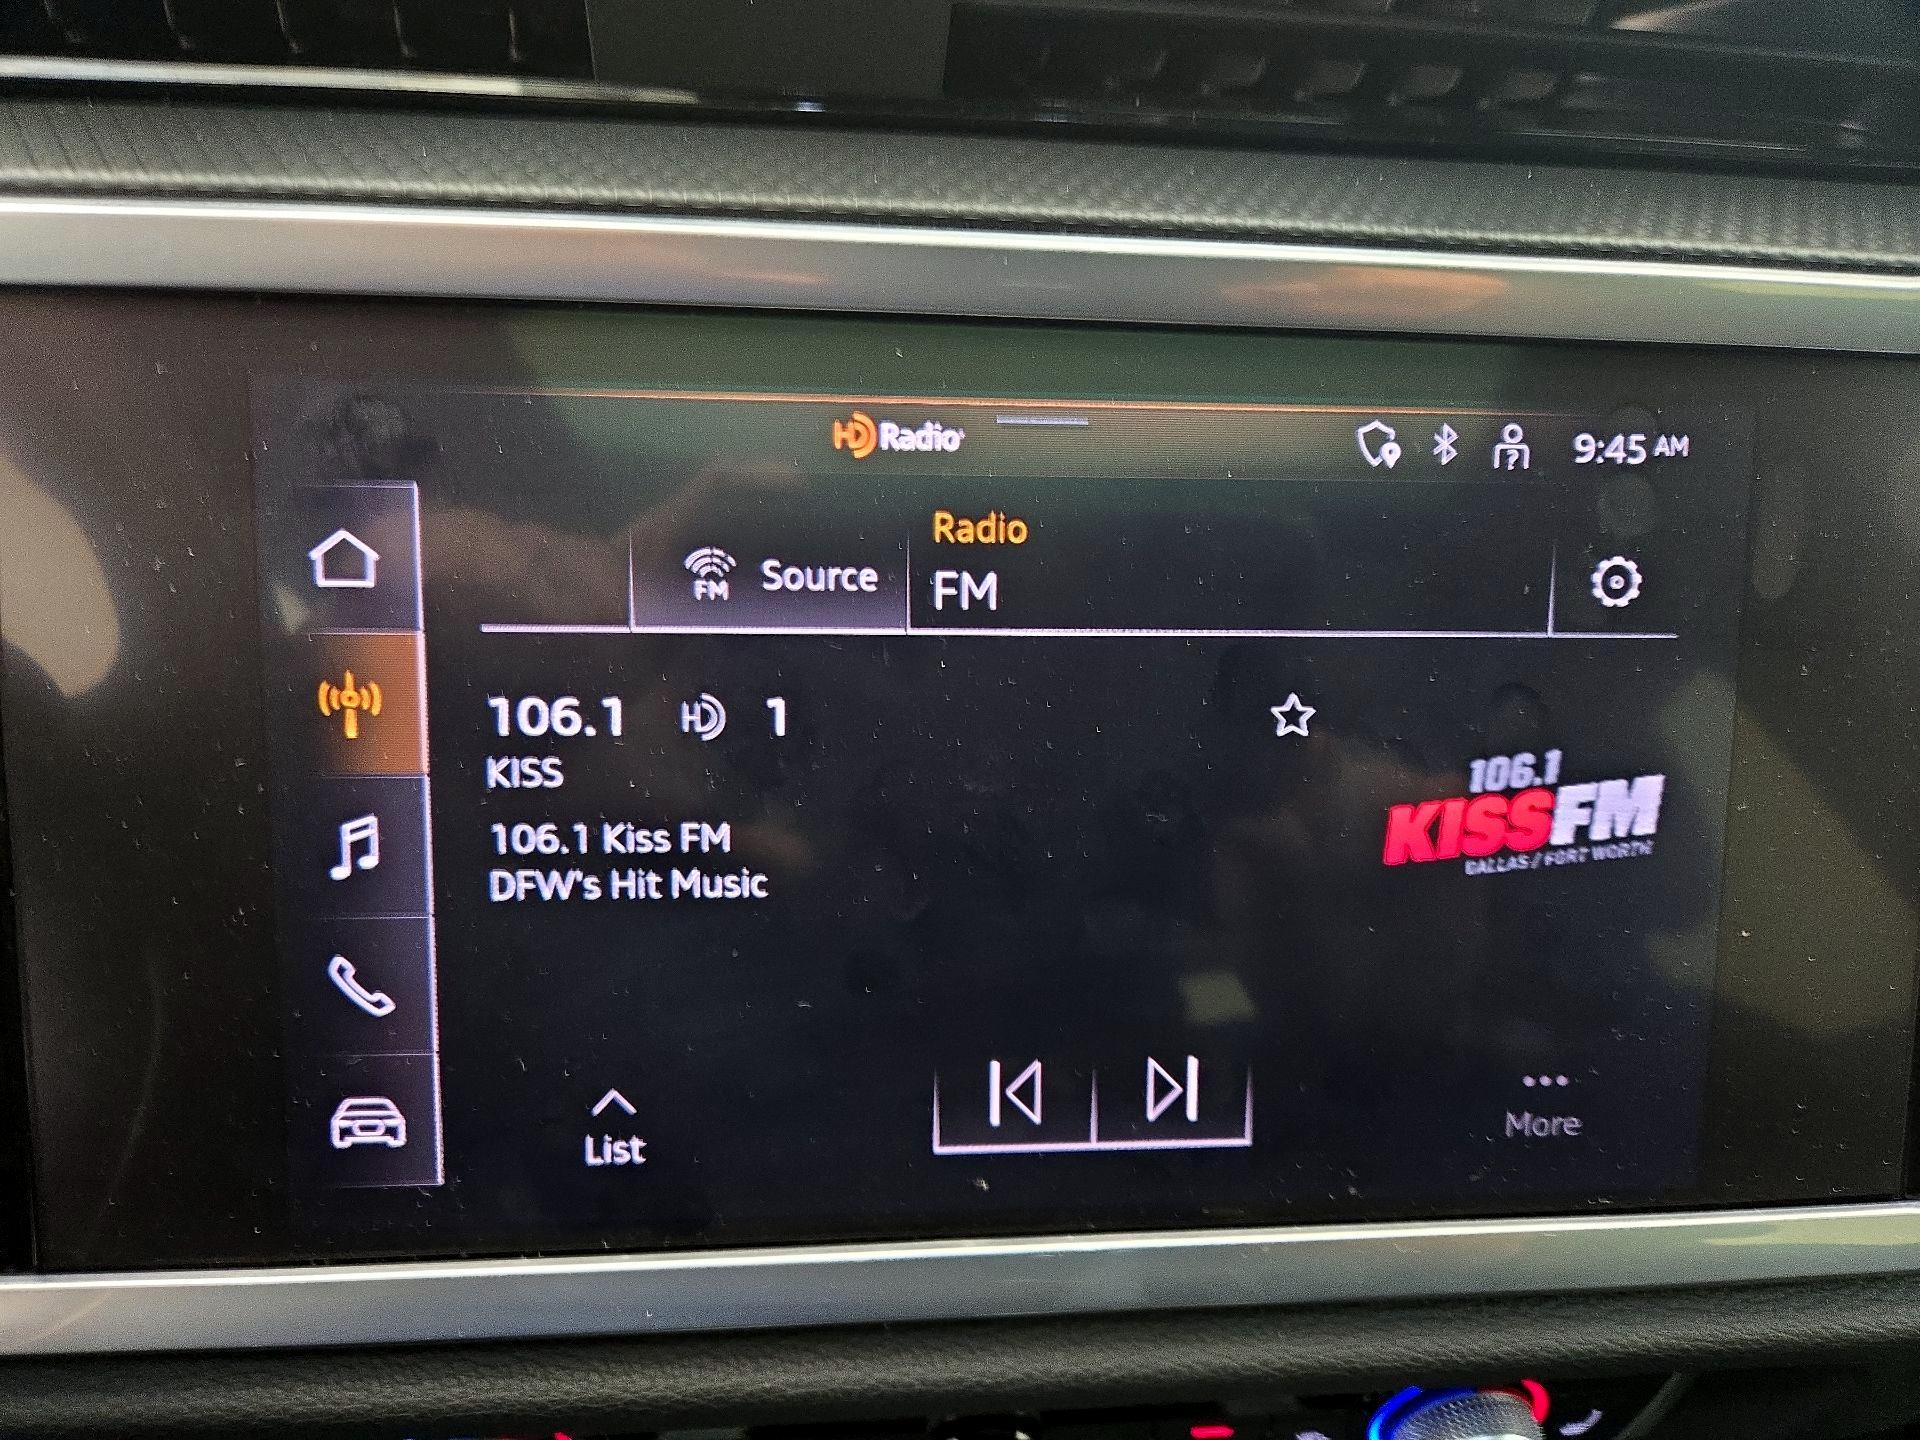 HD Radio
9:45 AM
FM
Source
Radio
FM
106.1 HD 1
KISS
106.1 Kiss FM
DFW's Hit Music
106.1
KISSFM
DALLAS / FORT WORTH
List
More